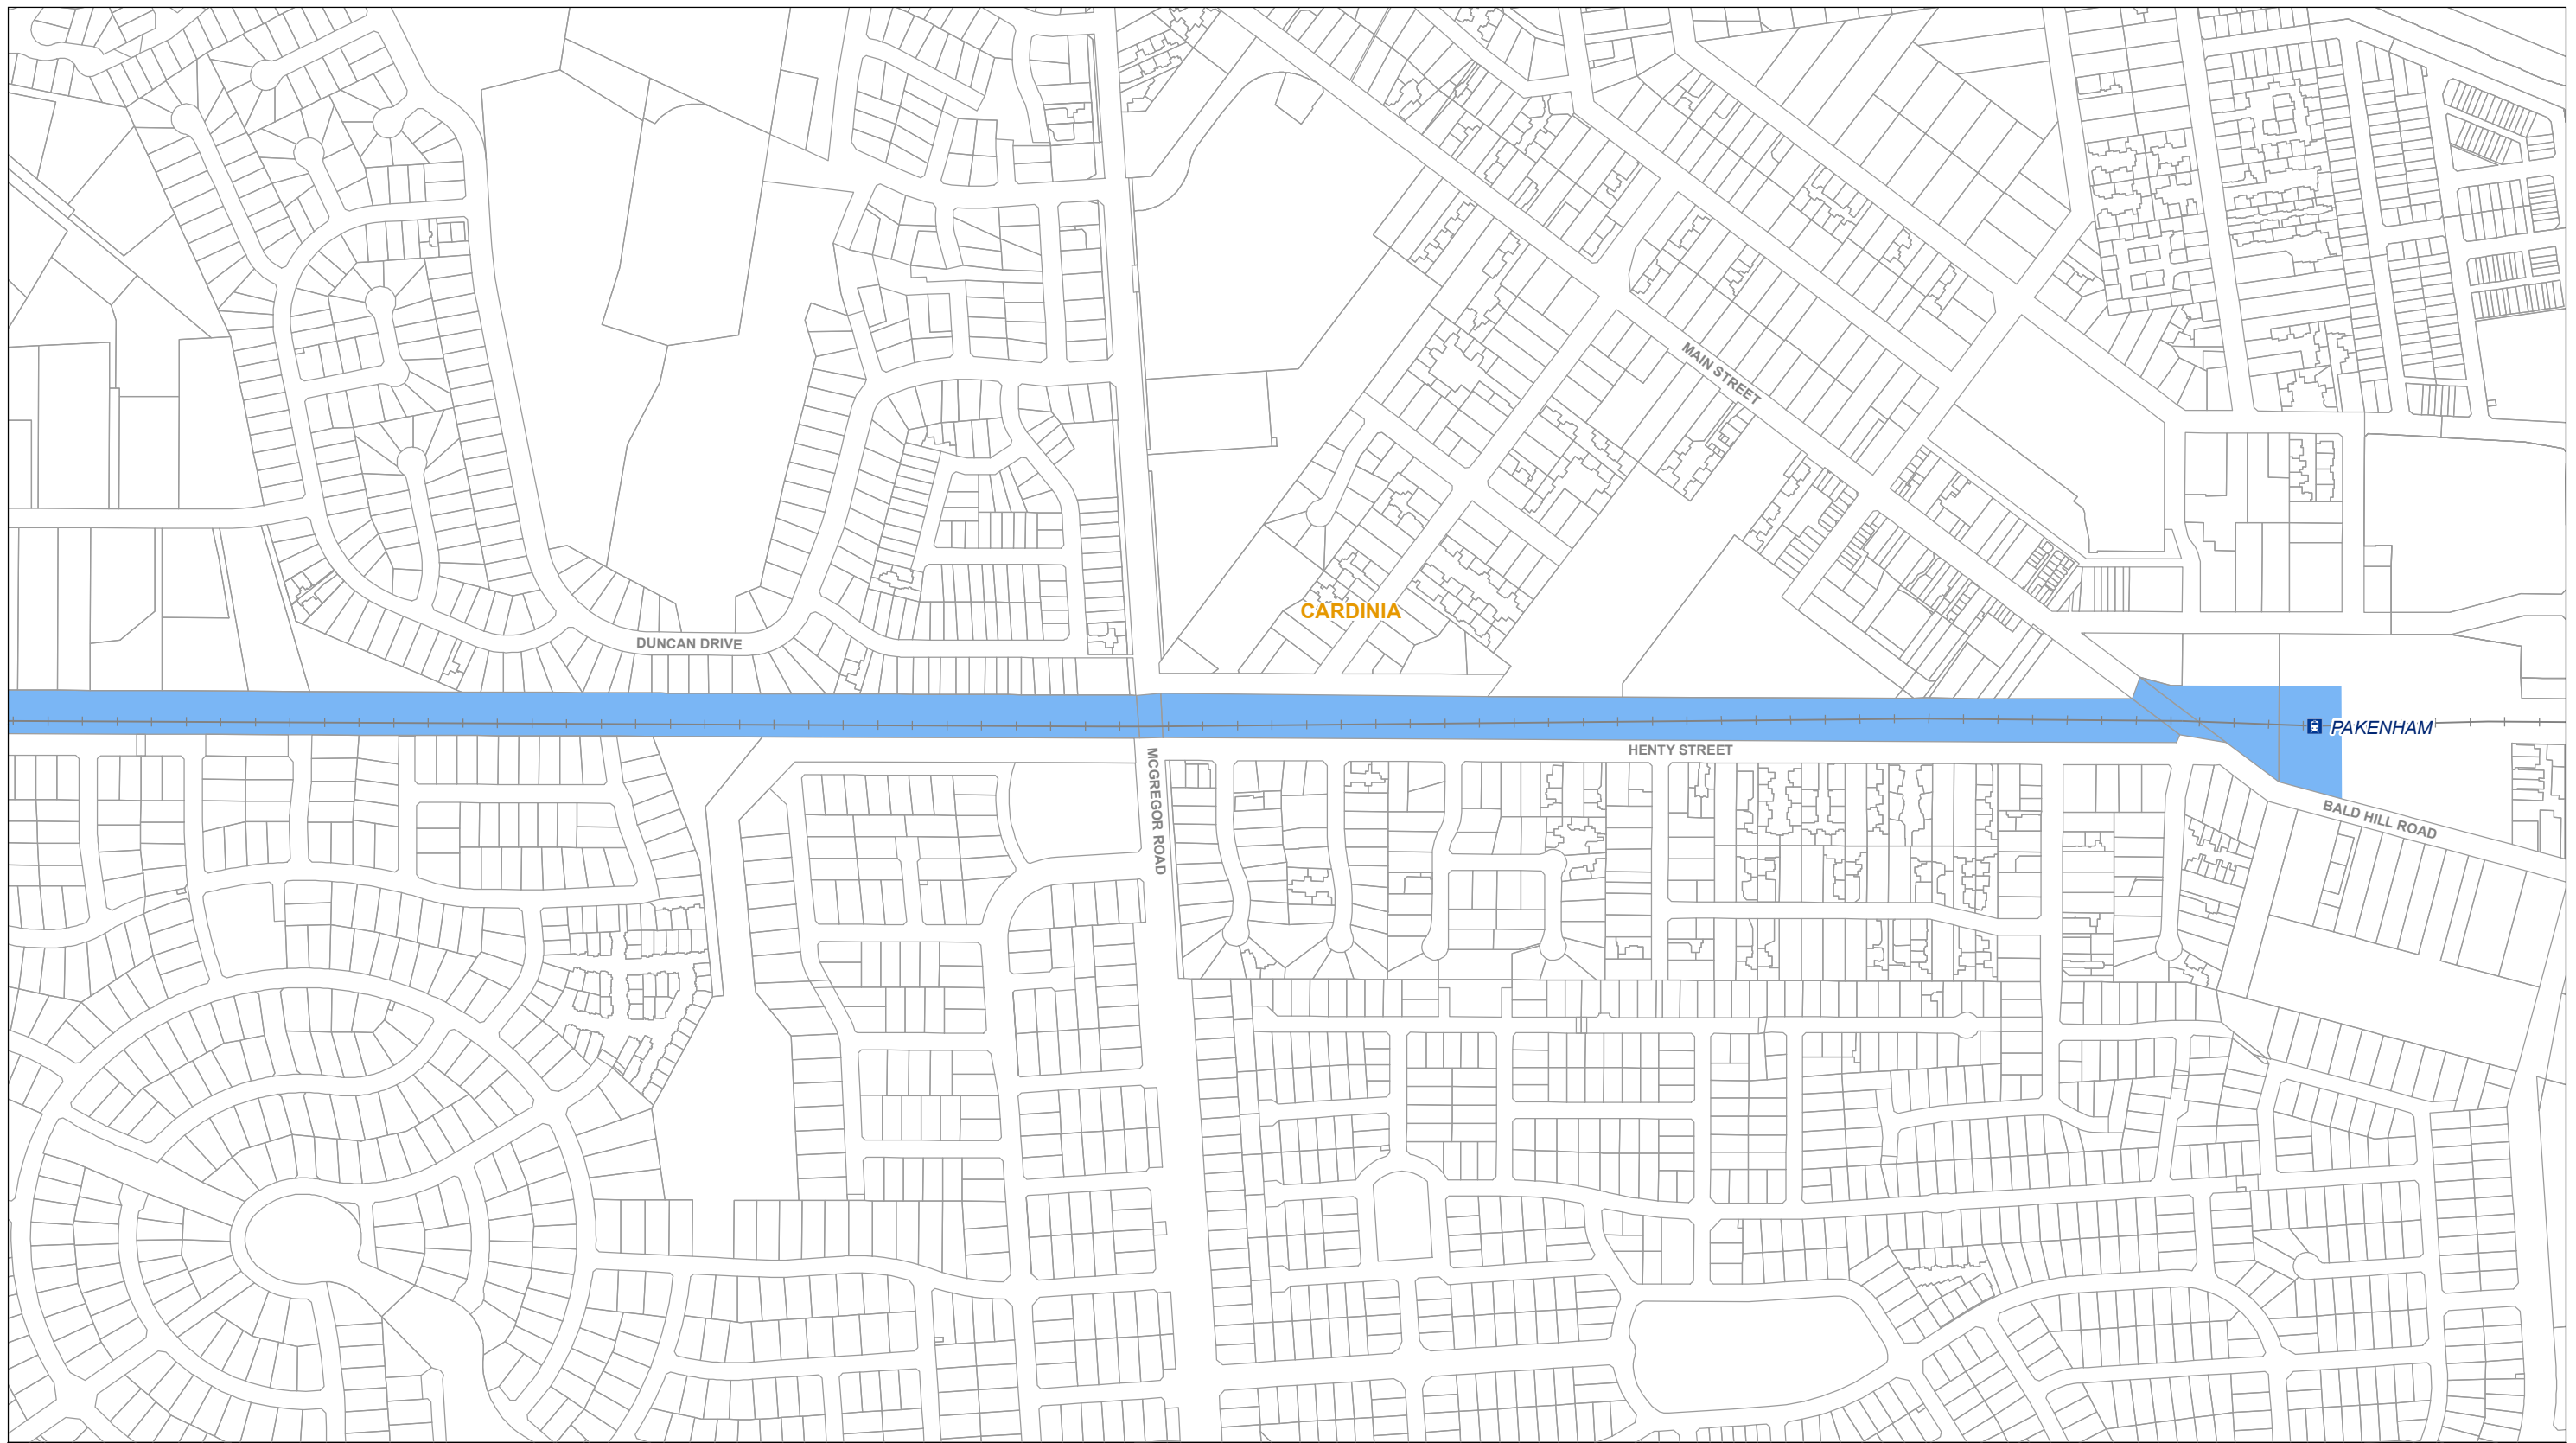 MAIN STREET
CARDINIA
DUNCAN DRIVE
PAKENHAM
HENTY STREET
MCGREGOR ROAD
BALD HILL ROAD